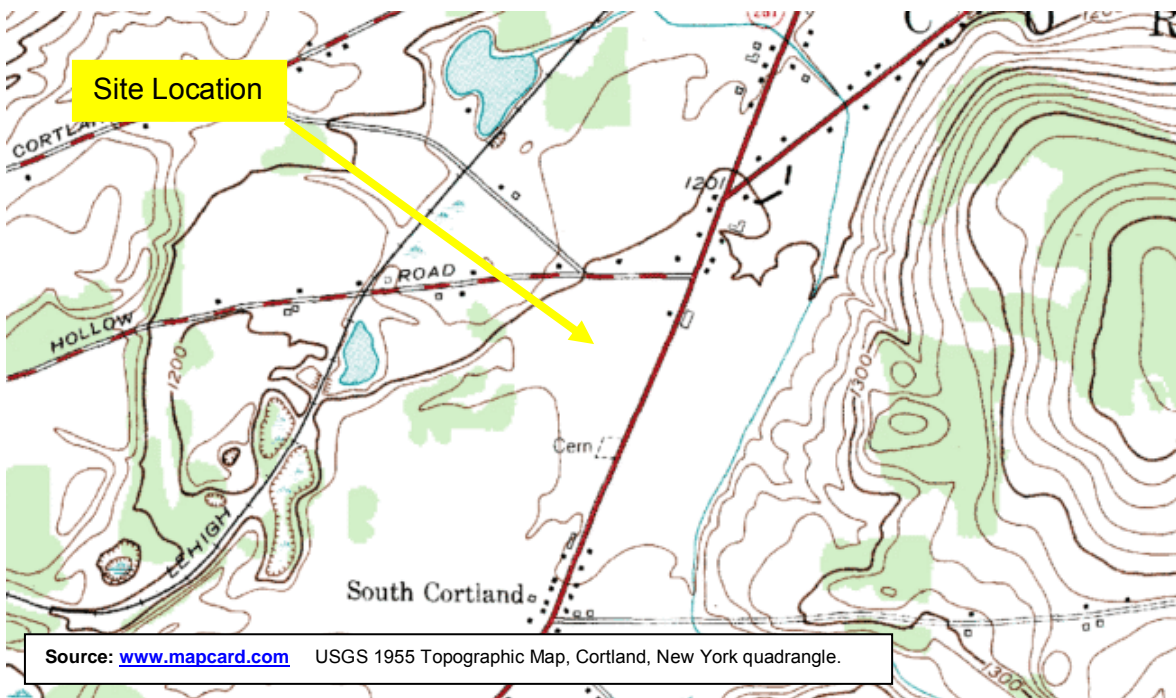 C O R
Site Location
1201
ROAD
HOLLOW
1200
1300
Cem
LEHIGH
South Cortland
Source: www.mapcard.com USGS 1955 Topographic Map, Cortland, New York quadrangle.
1300